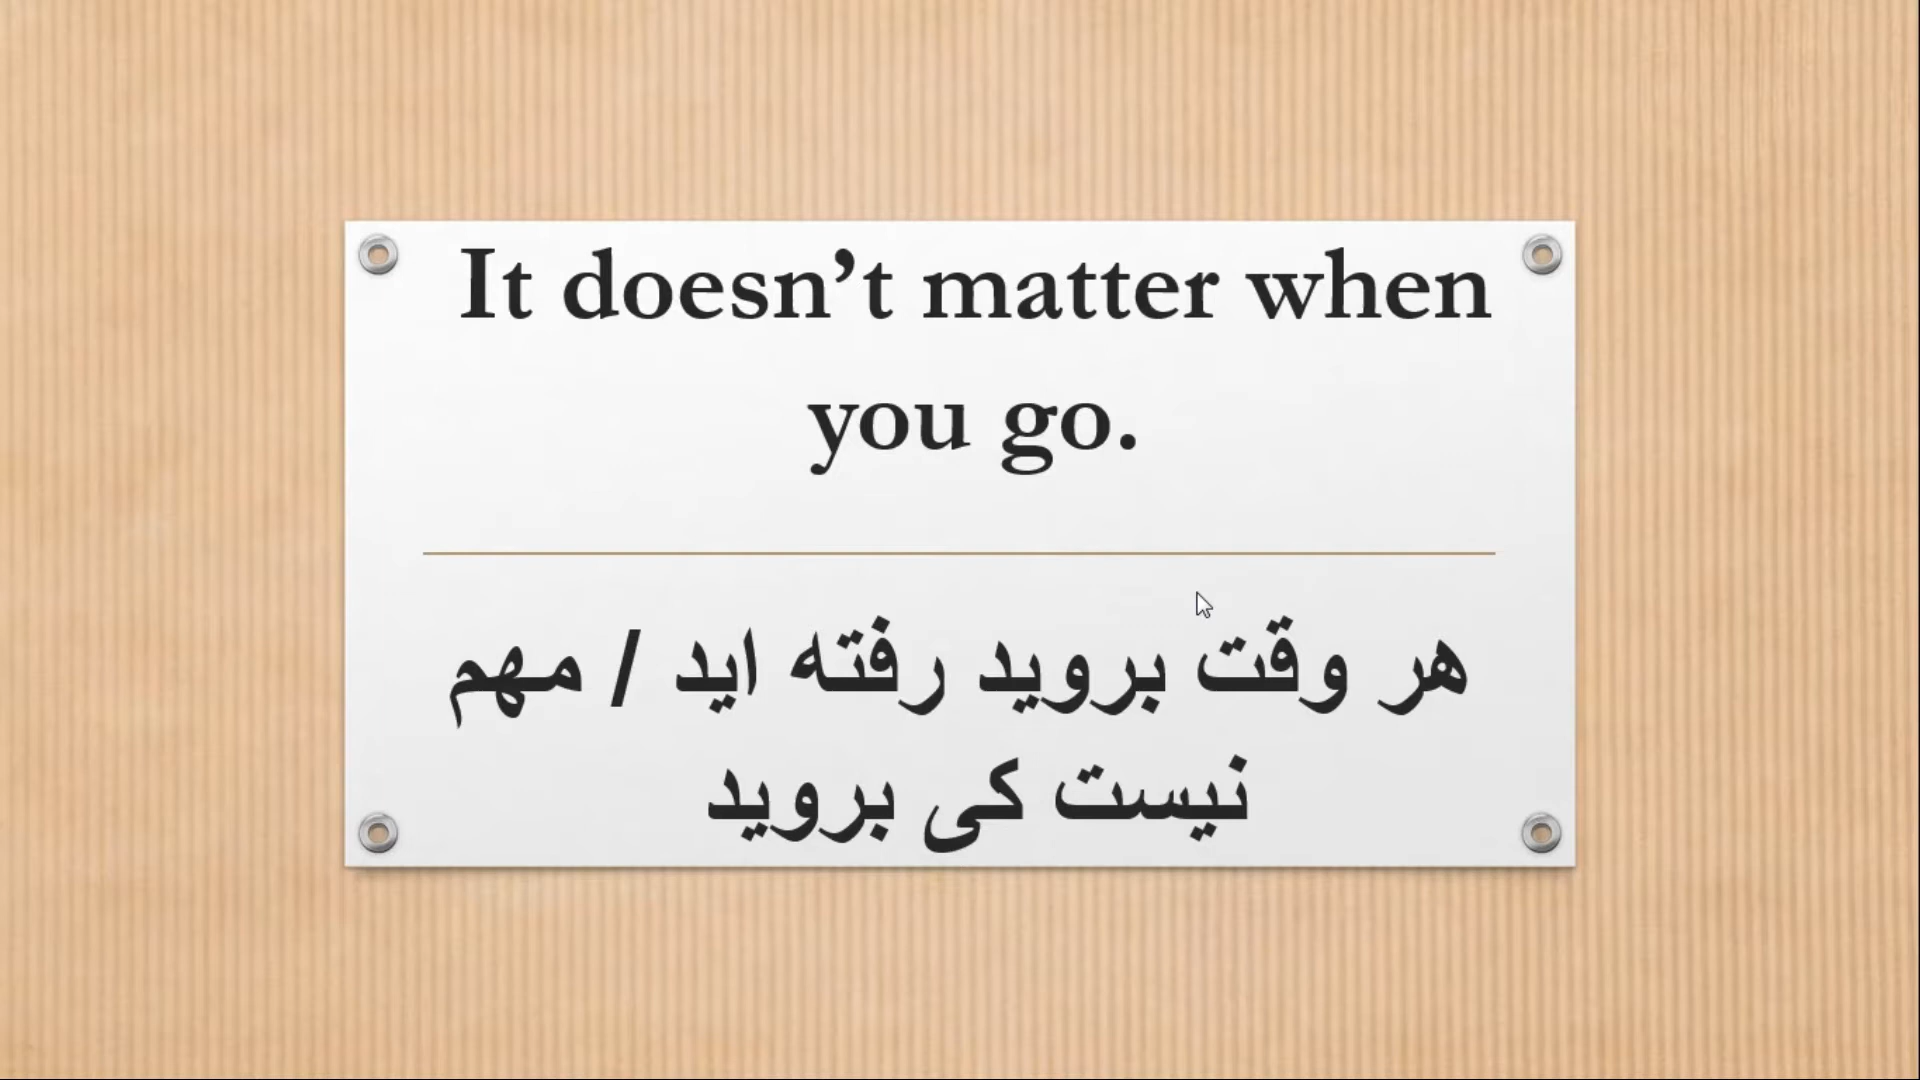 It doesn’t matter when
you go.
هر وقت بروید رفته اید / مهم
نیست کی بروید